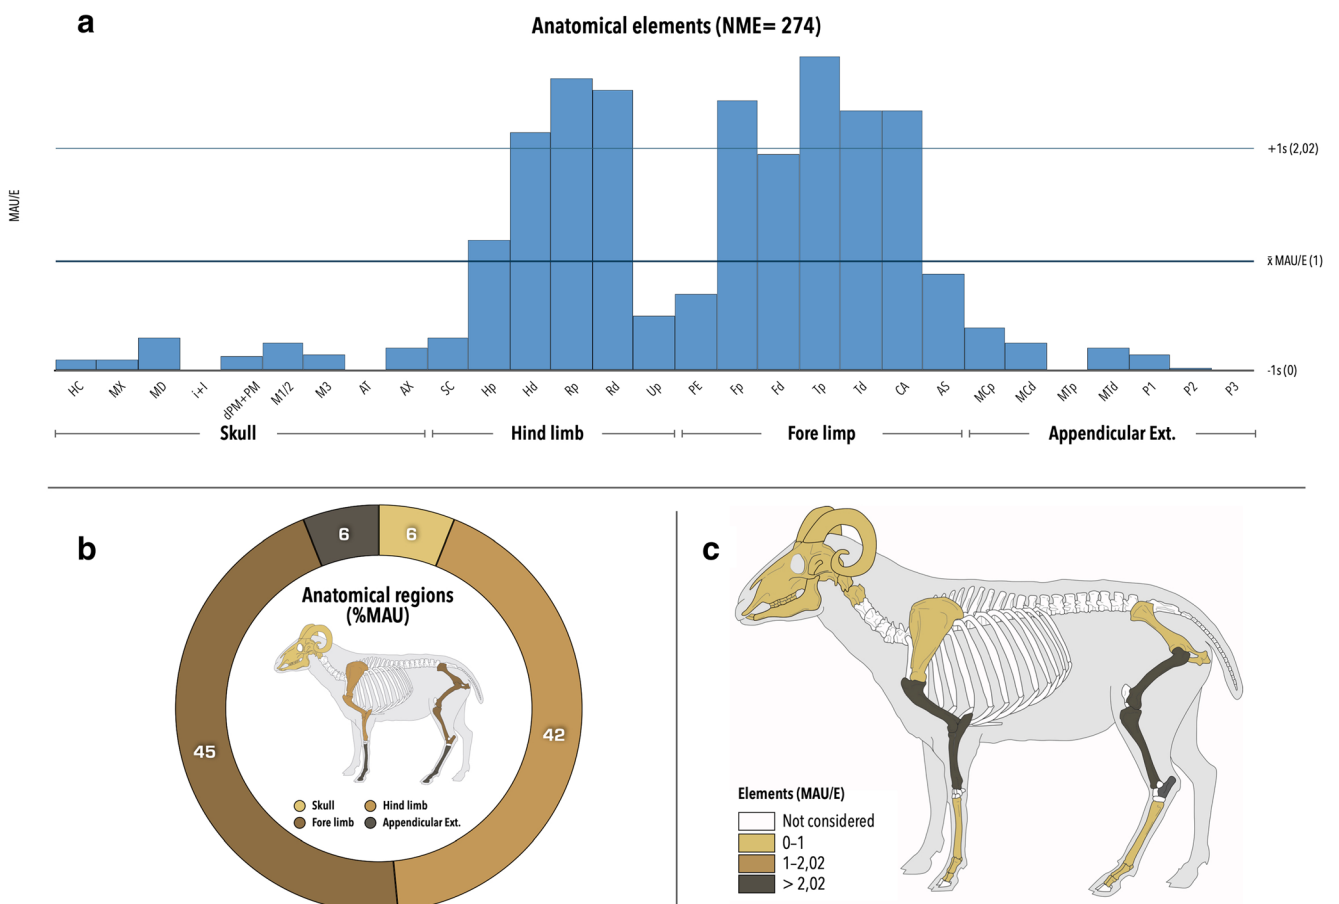 a
Anatomical elements (NME= 274)
MAU/E
+1s (2,02)
x̄ MAU/E (1)
-1s (0)
HC MX MD i+I dPM+PM M1/2 M3 AT AX SC Hp Hd Rp Rd Up PE Fp Fd Tp Td CA AS MCp MCd MTp MTd P1 P2 P3
Skull Hind limb Fore limp Appendicular Ext.
b
6 6
Anatomical regions
(%MAU)
45 42
Skull Hind limb
Fore limb Appendicular Ext.
c
Elements (MAU/E)
Not considered
0–1
1–2,02
> 2,02